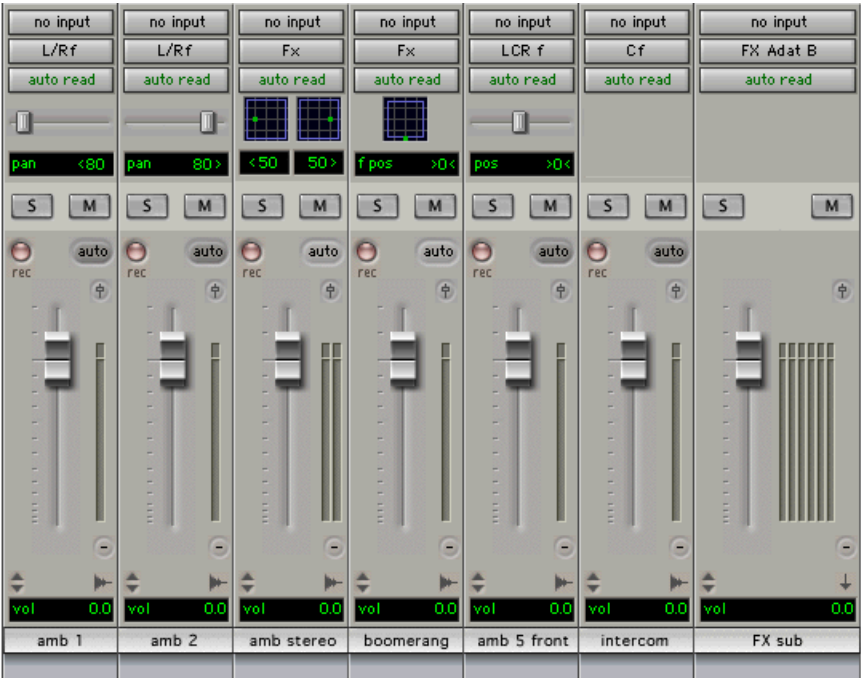 no input no input no input no input no input no input no input
L/Rf L/Rf Fx Fx LCR f Cf FX Adat B
auto read auto read auto read auto read auto read auto read auto read
pan <80 pan 80> <50 50> f pos >0< pos >0<
S M S M S M S M S M S M S M
auto auto auto auto auto auto
rec rec rec rec rec rec
vol 0.0 vol 0.0 vol 0.0 vol 0.0 vol 0.0 vol 0.0 vol 0.0
amb 1 amb 2 amb stereo boomerang amb 5 front intercom FX sub